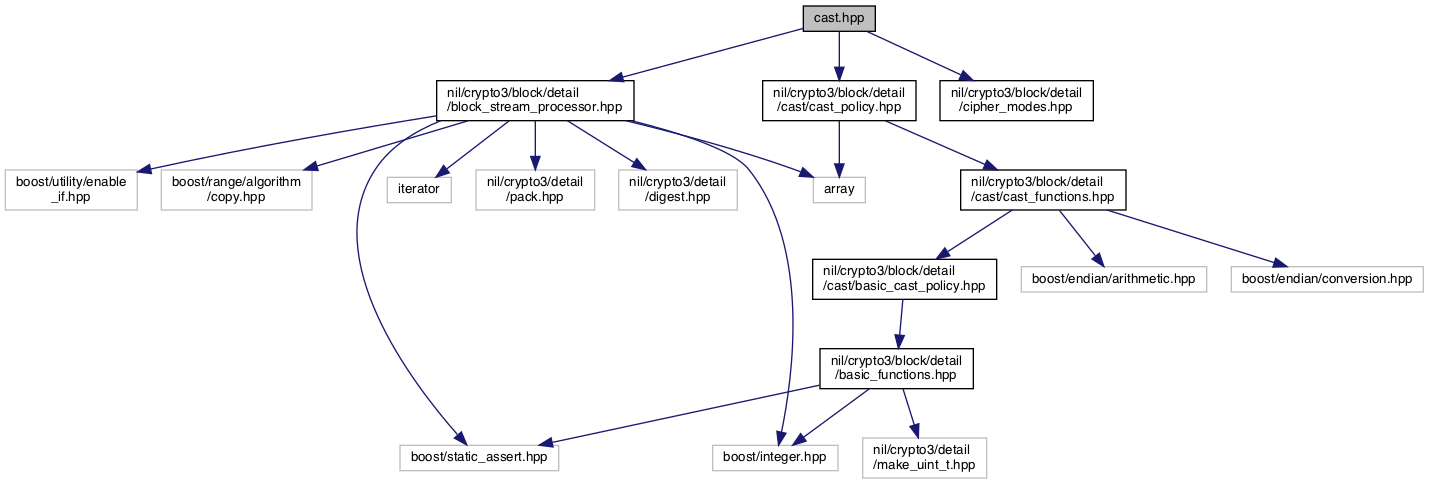 cast.hpp
nil/crypto3/block/detail
/block_stream_processor.hpp
nil/crypto3/block/detail
/cast/cast_policy.hpp
nil/crypto3/block/detail
/cipher_modes.hpp
boost/utility/enable
_if.hpp
boost/range/algorithm
/copy.hpp
iterator
nil/crypto3/detail
/pack.hpp
nil/crypto3/detail
/digest.hpp
array
nil/crypto3/block/detail
/cast/cast_functions.hpp
nil/crypto3/block/detail
/cast/basic_cast_policy.hpp
boost/endian/arithmetic.hpp
boost/endian/conversion.hpp
nil/crypto3/block/detail
/basic_functions.hpp
boost/static_assert.hpp
boost/integer.hpp
nil/crypto3/detail
/make_uint_t.hpp